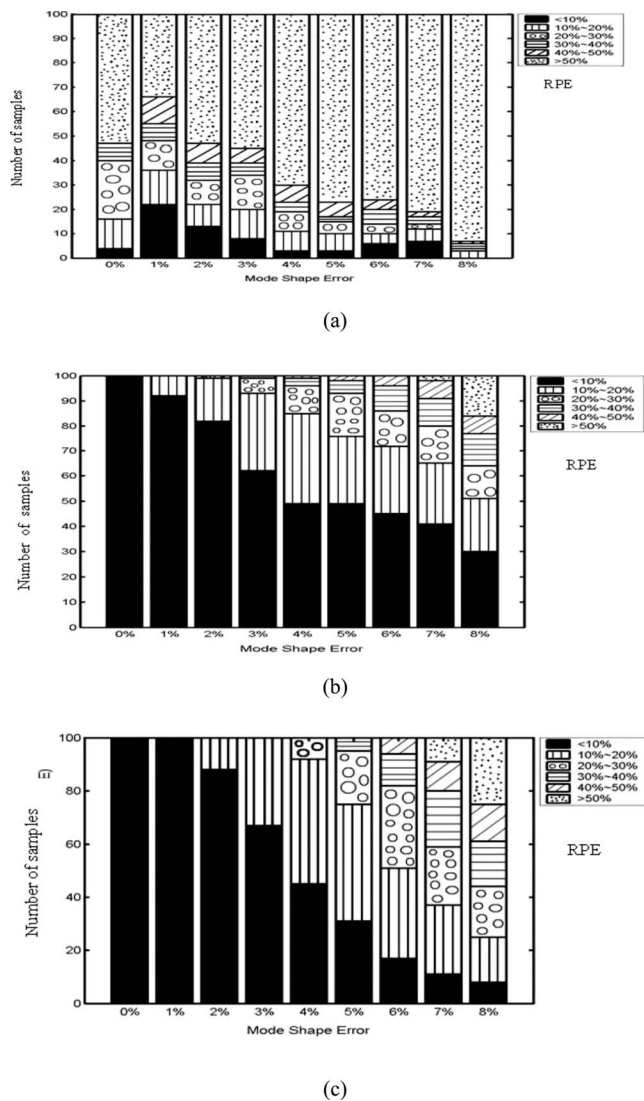 100
90
80
70
60
50
40
30
20
10
0
Number of samples
0% 1% 2% 3% 4% 5% 6% 7% 8%
Mode Shape Error
<10%
10%~20%
20%~30%
30%~40%
40%~50%
>50%
RPE
(a)
100
90
80
70
60
50
40
30
20
10
0
Number of samples
0% 1% 2% 3% 4% 5% 6% 7% 8%
Mode Shape Error
<10%
10%~20%
20%~30%
30%~40%
40%~50%
>50%
RPE
(b)
100
80
60
40
20
0
Number of samples
E)
0% 1% 2% 3% 4% 5% 6% 7% 8%
Mode Shape Error
<10%
10%~20%
20%~30%
30%~40%
40%~50%
>50%
RPE
(c)